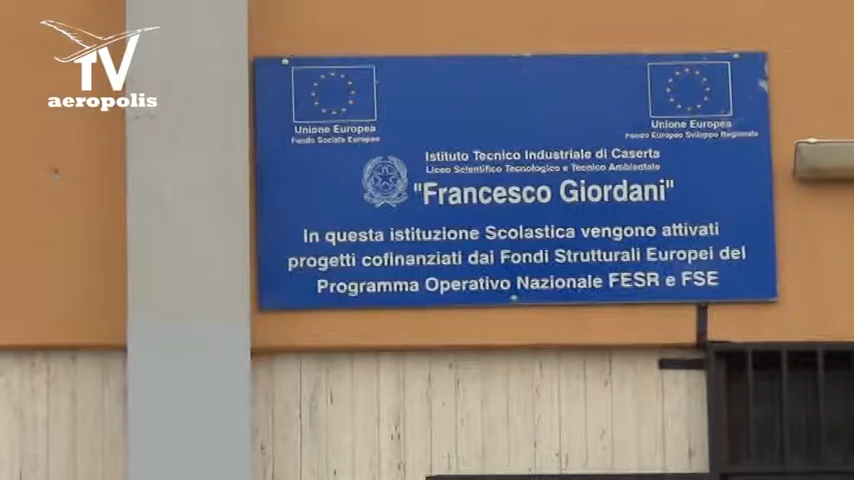 TV
aeropolis
Unione Europea
Fondo Sociale Europeo
Unione Europea
Fondo Europeo Sviluppo Regionale
Istituto Tecnico Industriale di Caserta
Liceo Scientifico Tecnologico e Tecnico Ambientale
"Francesco Giordani"
In questa istituzione Scolastica vengono attivati
progetti cofinanziati dai Fondi Strutturali Europei del
Programma Operativo Nazionale FESR e FSE